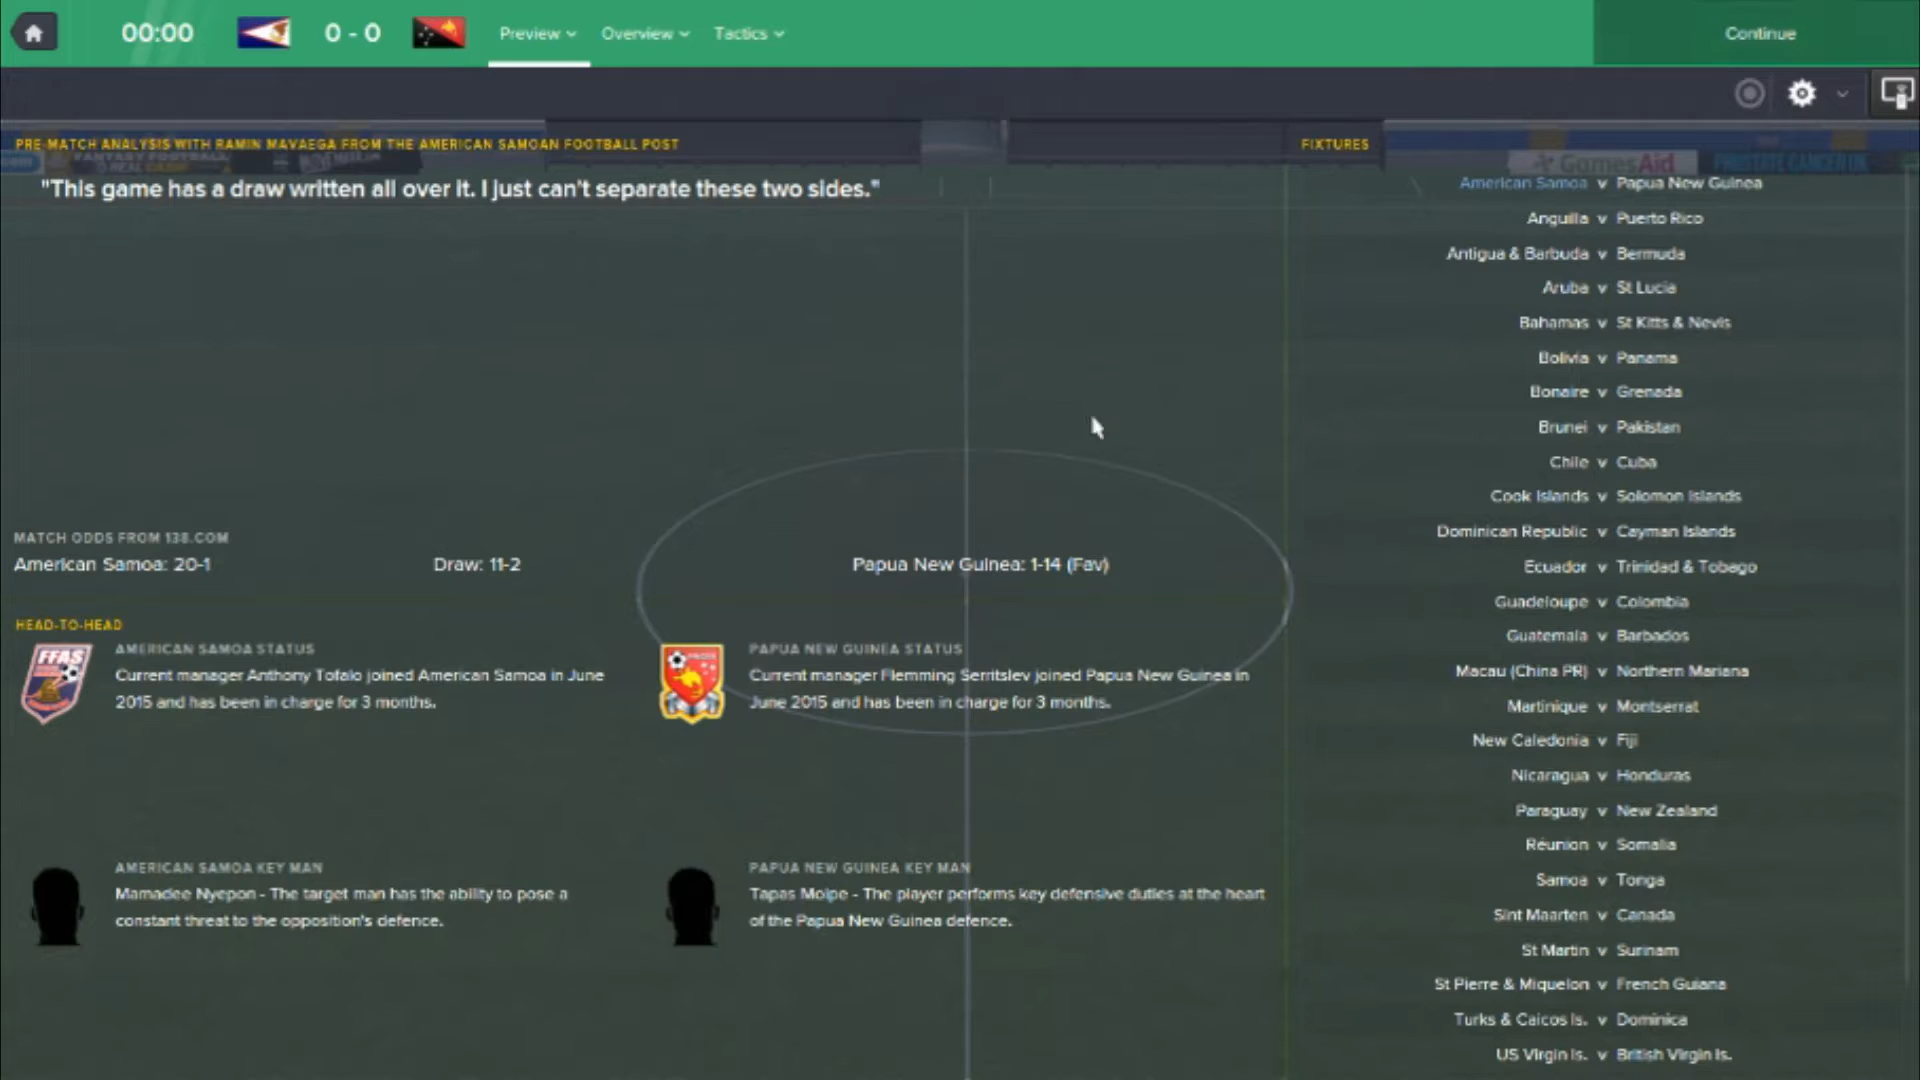 00:00
0 - 0
Preview
Overview
Tactics
Continue
PRE-MATCH ANALYSIS WITH RAMIN MAVAEGA FROM THE AMERICAN SAMOAN FOOTBALL POST
"This game has a draw written all over it. I just can't separate these two sides."
MATCH ODDS FROM 138.COM
American Samoa: 20-1
Draw: 11-2
Papua New Guinea: 1-14 (Fav)
HEAD-TO-HEAD
FFAS
AMERICAN SAMOA STATUS
Current manager Anthony Tofalo joined American Samoa in June
2015 and has been in charge for 3 months.
PAPUA NEW GUINEA STATUS
Current manager Flemming Serritslev joined Papua New Guinea in
June 2015 and has been in charge for 3 months.
AMERICAN SAMOA KEY MAN
Mamadee Nyepon - The target man has the ability to pose a
constant threat to the opposition's defence.
PAPUA NEW GUINEA KEY MAN
Tapas Molpe - The player performs key defensive duties at the heart
of the Papua New Guinea defence.
FIXTURES
GamesAid
American Samoa v Papua New Guinea
Anguilla v Puerto Rico
Antigua & Barbuda v Bermuda
Aruba v St Lucia
Bahamas v St Kitts & Nevis
Bolivia v Panama
Bonaire v Grenada
Brunei v Pakistan
Chile v Cuba
Cook Islands v Solomon Islands
Dominican Republic v Cayman Islands
Ecuador v Trinidad & Tobago
Guadeloupe v Colombia
Guatemala v Barbados
Macau (China PR) v Northern Mariana
Martinique v Montserrat
New Caledonia v Fiji
Nicaragua v Honduras
Paraguay v New Zealand
Réunion v Somalia
Samoa v Tonga
Sint Maarten v Canada
St Martin v Surinam
St Pierre & Miquelon v French Guiana
Turks & Caicos Is. v Dominica
US Virgin Is. v British Virgin Is.